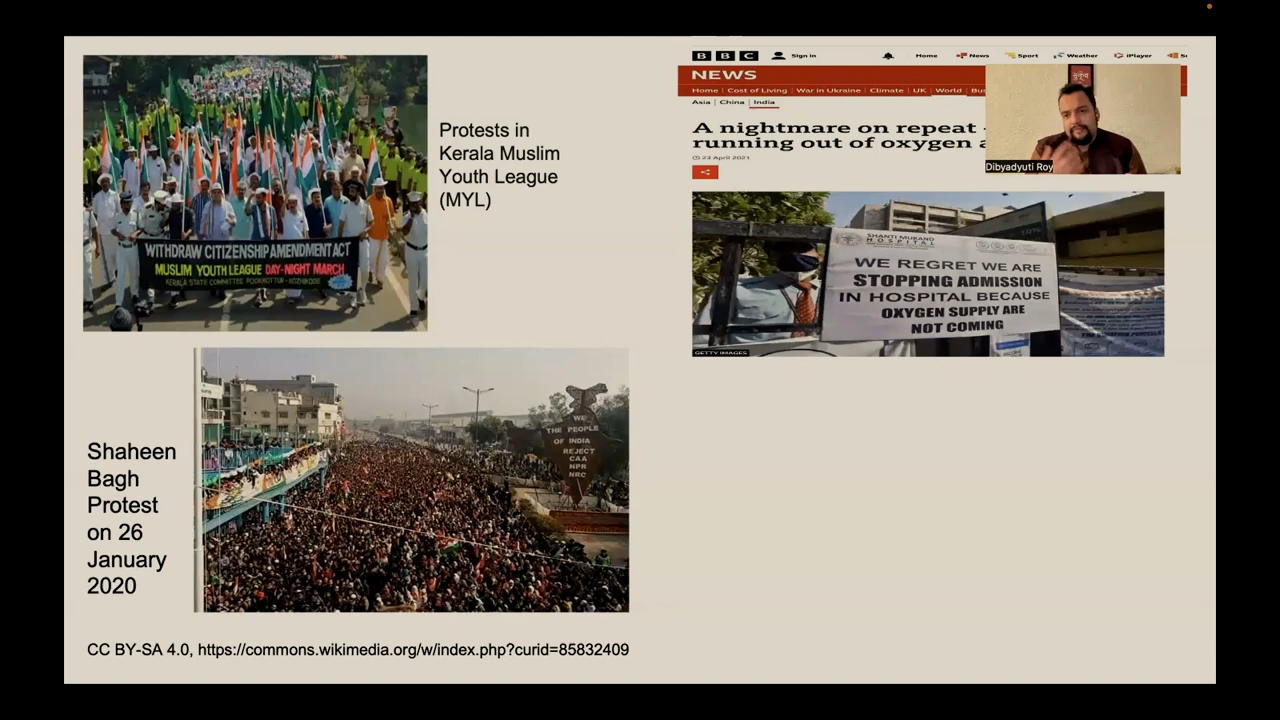 WITHDRAW CITIZENSHIP AMENDMENT ACT
MUSLIM YOUTH LEAGUE DAY-NIGHT MARCH
KERALA STATE COMMITTEE POOKKOTTUR - KOZHIKODE
Protests in
Kerala Muslim
Youth League
(MYL)
WE
THE PEOPLE
OF INDIA
REJECT
CAA
NPR
NRC
Shaheen
Bagh
Protest
on 26
January
2020
CC BY-SA 4.0, https://commons.wikimedia.org/w/index.php?curid=85832409
BBC Sign in Home News Sport Weather iPlayer
NEWS
Home | Cost of Living | War in Ukraine | Climate | UK | World |
Asia | China | India
A nightmare on repeat -
running out of oxygen
23 April 2021
Dibyadyuti Roy
SHANTI MUKAND
HOSPITAL
WE REGRET WE ARE
STOPPING ADMISSION
IN HOSPITAL BECAUSE
OXYGEN SUPPLY ARE
NOT COMING
GETTY IMAGES